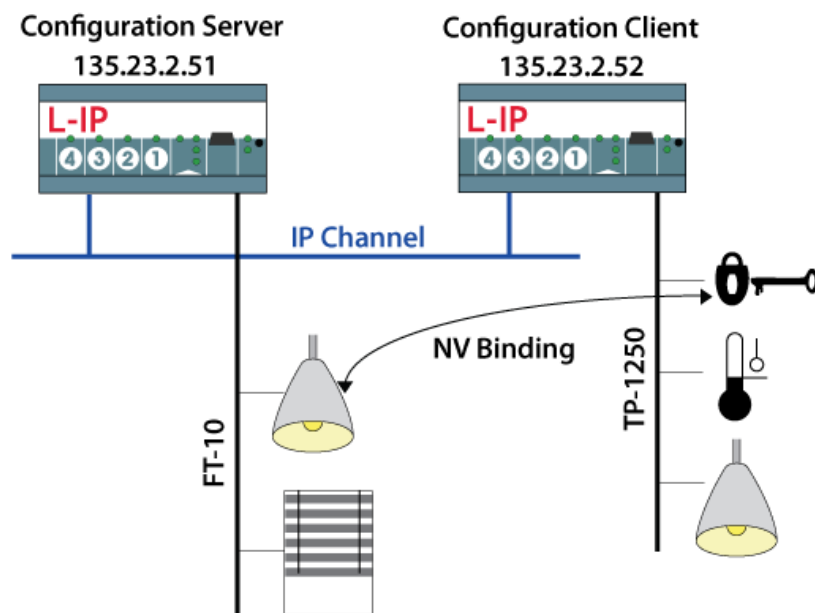 Configuration Server
135.23.2.51
Configuration Client
135.23.2.52
L-IP
4 3 2 1
L-IP
4 3 2 1
IP Channel
NV Binding
FT-10
TP-1250